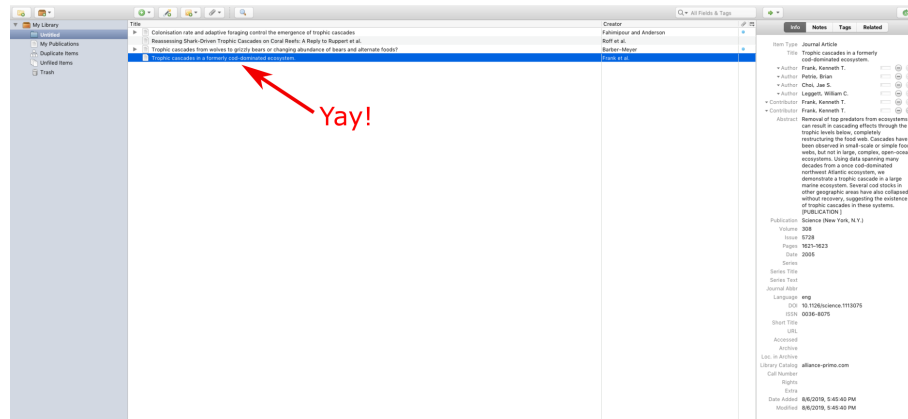 All Fields & Tags
My Library
Untitled
My Publications
Duplicate Items
Unfiled Items
Trash
Title
Creator
Colonisation rate and adaptive foraging control the emergence of trophic cascades
Fahimipour and Anderson
Reassessing Shark-Driven Trophic Cascades on Coral Reefs: A Reply to Ruppert et al.
Roff et al.
Trophic cascades from wolves to grizzly bears or changing abundance of bears and alternate foods?
Barber-Meyer
Trophic cascades in a formerly cod-dominated ecosystem.
Frank et al.
Yay!
Info Notes Tags Related
Item Type Journal Article
Title Trophic cascades in a formerly
cod-dominated ecosystem.
Author Frank, Kenneth T.
Author Petrie, Brian
Author Choi, Jae S.
Author Leggett, William C.
Contributor Frank, Kenneth T.
Contributor Frank, Kenneth T.
Abstract Removal of top predators from ecosystems
can result in cascading effects through the
trophic levels below, completely
restructuring the food web. Cascades have
been observed in small-scale or simple foo
webs, but not in large, complex, open-ocea
ecosystems. Using data spanning many
decades from a once cod-dominated
northwest Atlantic ecosystem, we
demonstrate a trophic cascade in a large
marine ecosystem. Several cod stocks in
other geographic areas have also collapsed
without recovery, suggesting the existence
of trophic cascades in these systems.
[PUBLICATION ]
Publication Science (New York, N.Y.)
Volume 308
Issue 5728
Pages 1621-1623
Date 2005
Series
Series Title
Series Text
Journal Abbr
Language eng
DOI 10.1126/science.1113075
ISSN 0036-8075
Short Title
URL
Accessed
Archive
Loc. in Archive
Library Catalog alliance-primo.com
Call Number
Rights
Extra
Date Added 8/6/2019, 5:45:40 PM
Modified 8/6/2019, 5:45:40 PM